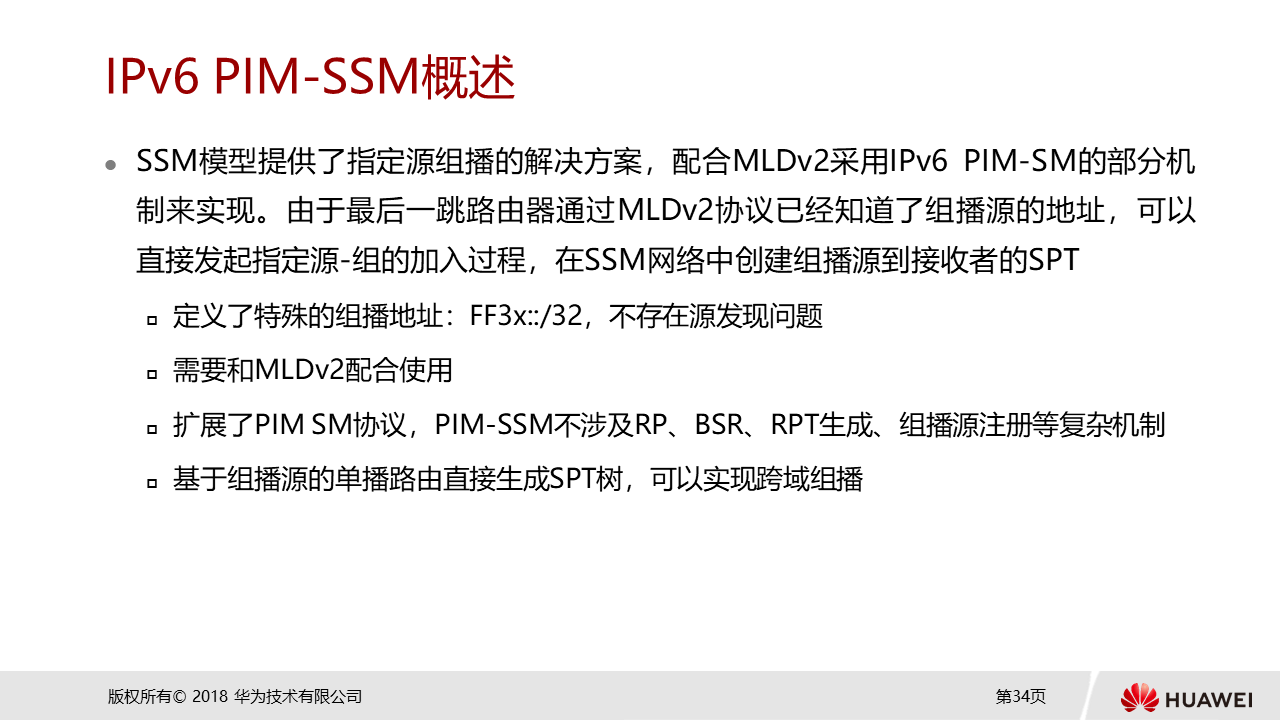 IPv6 PIM-SSM概述
SSM模型提供了指定源组播的解决方案，配合MLDv2采用IPv6 PIM-SM的部分机
制来实现。由于最后一跳路由器通过MLDv2协议已经知道了组播源的地址，可以
直接发起指定源-组的加入过程，在SSM网络中创建组播源到接收者的SPT
定义了特殊的组播地址：FF3x::/32，不存在源发现问题
需要和MLDv2配合使用
扩展了PIM SM协议，PIM-SSM不涉及RP、BSR、RPT生成、组播源注册等复杂机制
基于组播源的单播路由直接生成SPT树，可以实现跨域组播
版权所有© 2018 华为技术有限公司
第34页
HUAWEI